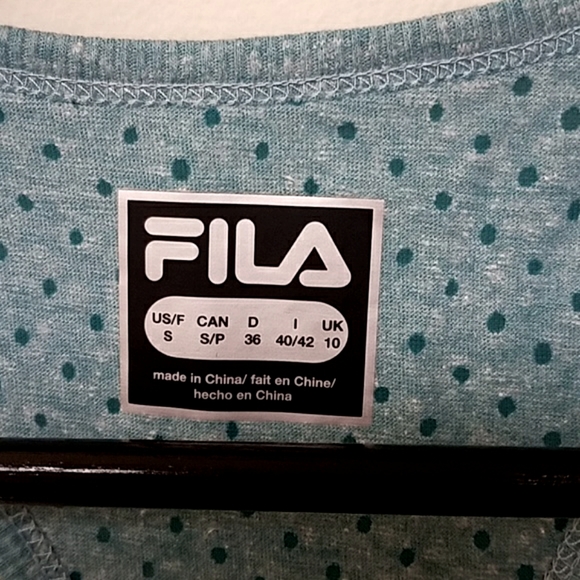 FILA
US/F CAN D I UK
S S/P 36 40/42 10
made in China/ fait en Chine/
hecho en China